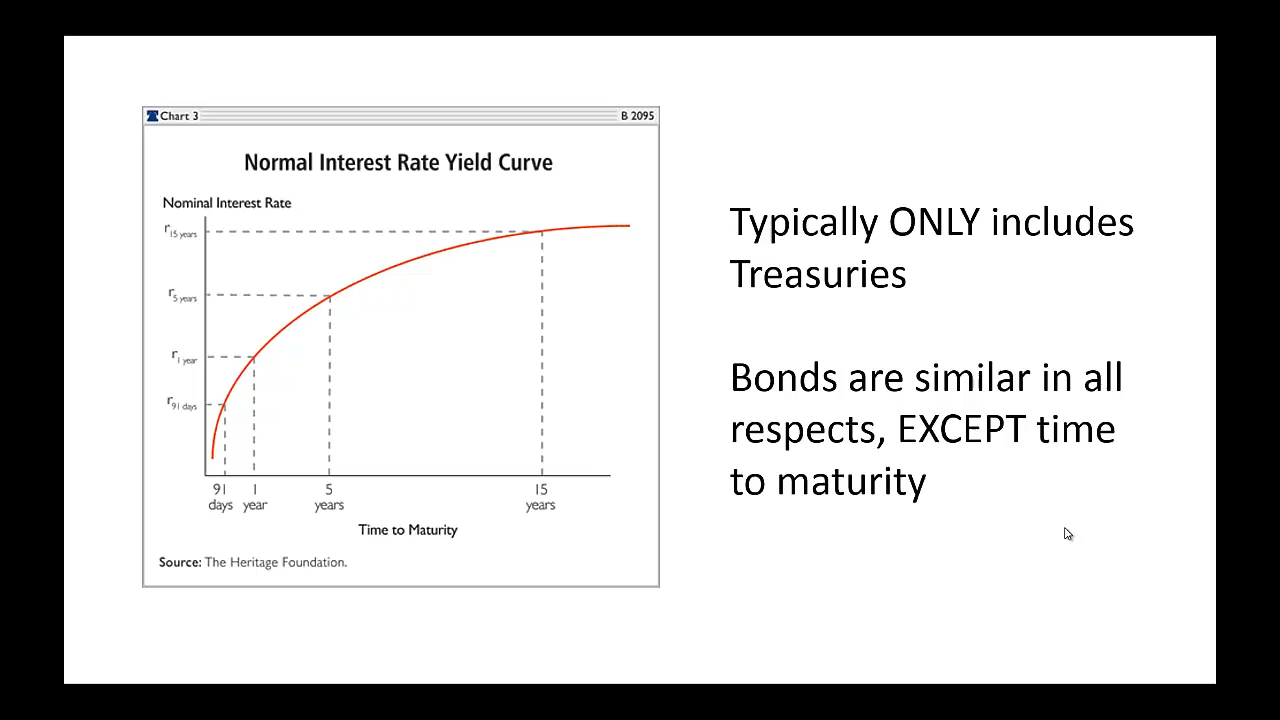 Chart 3
B 2095
Normal Interest Rate Yield Curve
Nominal Interest Rate
r15 years
r5 years
r1 year
r91 days
91 days
1 year
5 years
15 years
Time to Maturity
Source: The Heritage Foundation.
Typically ONLY includes
Treasuries
Bonds are similar in all
respects, EXCEPT time
to maturity